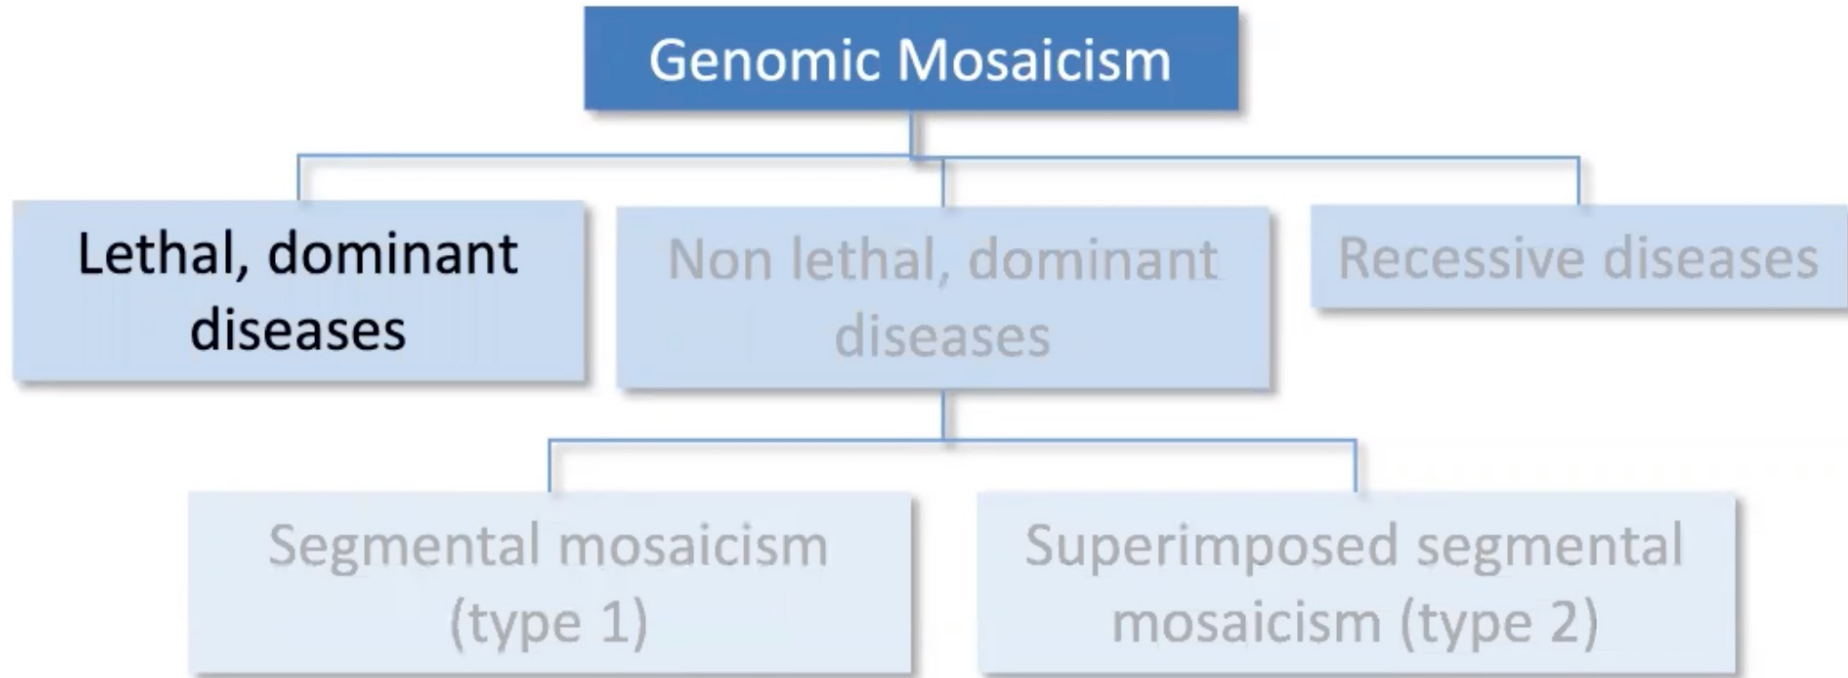 Genomic Mosaicism
Lethal, dominant
diseases
Non lethal, dominant
diseases
Recessive diseases
Segmental mosaicism
(type 1)
Superimposed segmental
mosaicism (type 2)